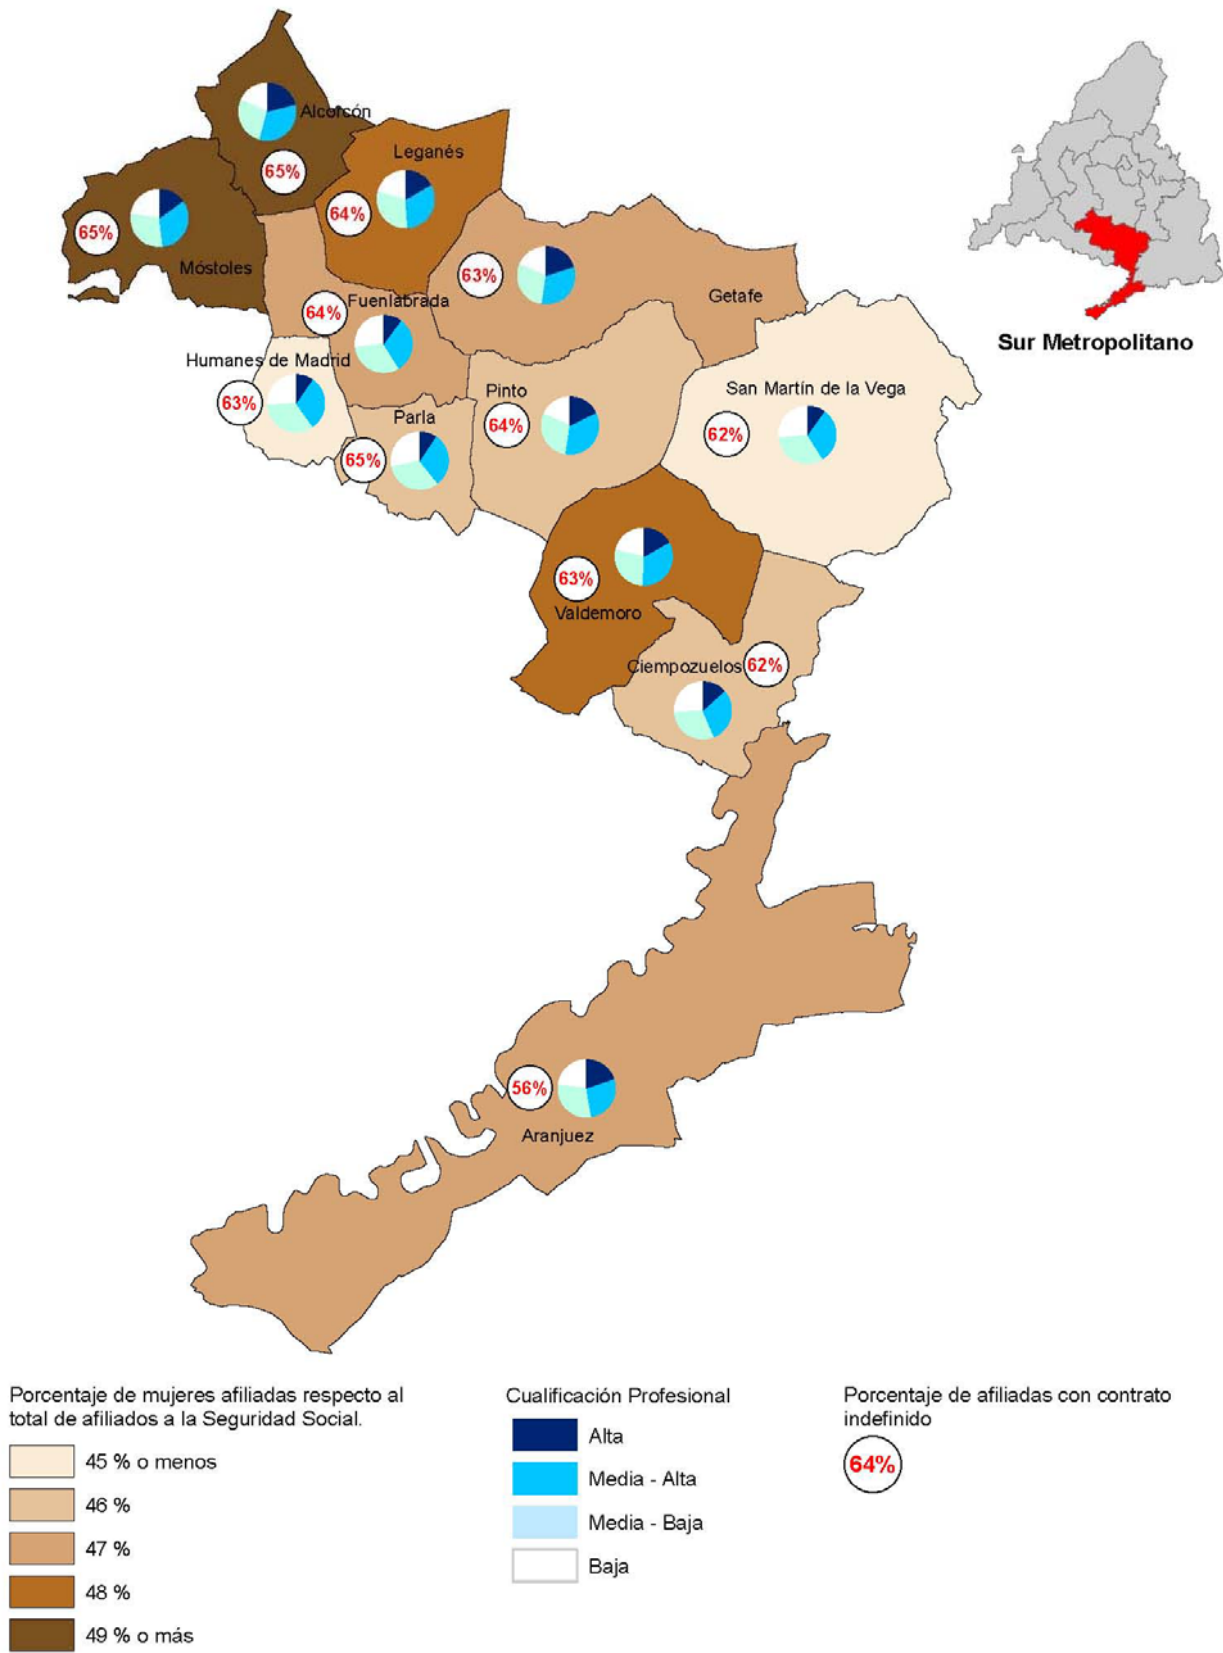 Alcorcón
65%
Leganés
64%
65%
Móstoles
63%
Getafe
Fuenlabrada
64%
Sur Metropolitano
Humanes de Madrid
63%
Parla
65%
Pinto
64%
San Martín de la Vega
62%
63%
Valdemoro
Ciempozuelos
62%
56%
Aranjuez
Porcentaje de mujeres afiliadas respecto al
total de afiliados a la Seguridad Social.
45 % o menos
46 %
47 %
48 %
49 % o más
Cualificación Profesional
Alta
Media - Alta
Media - Baja
Baja
Porcentaje de afiliadas con contrato
indefinido
64%